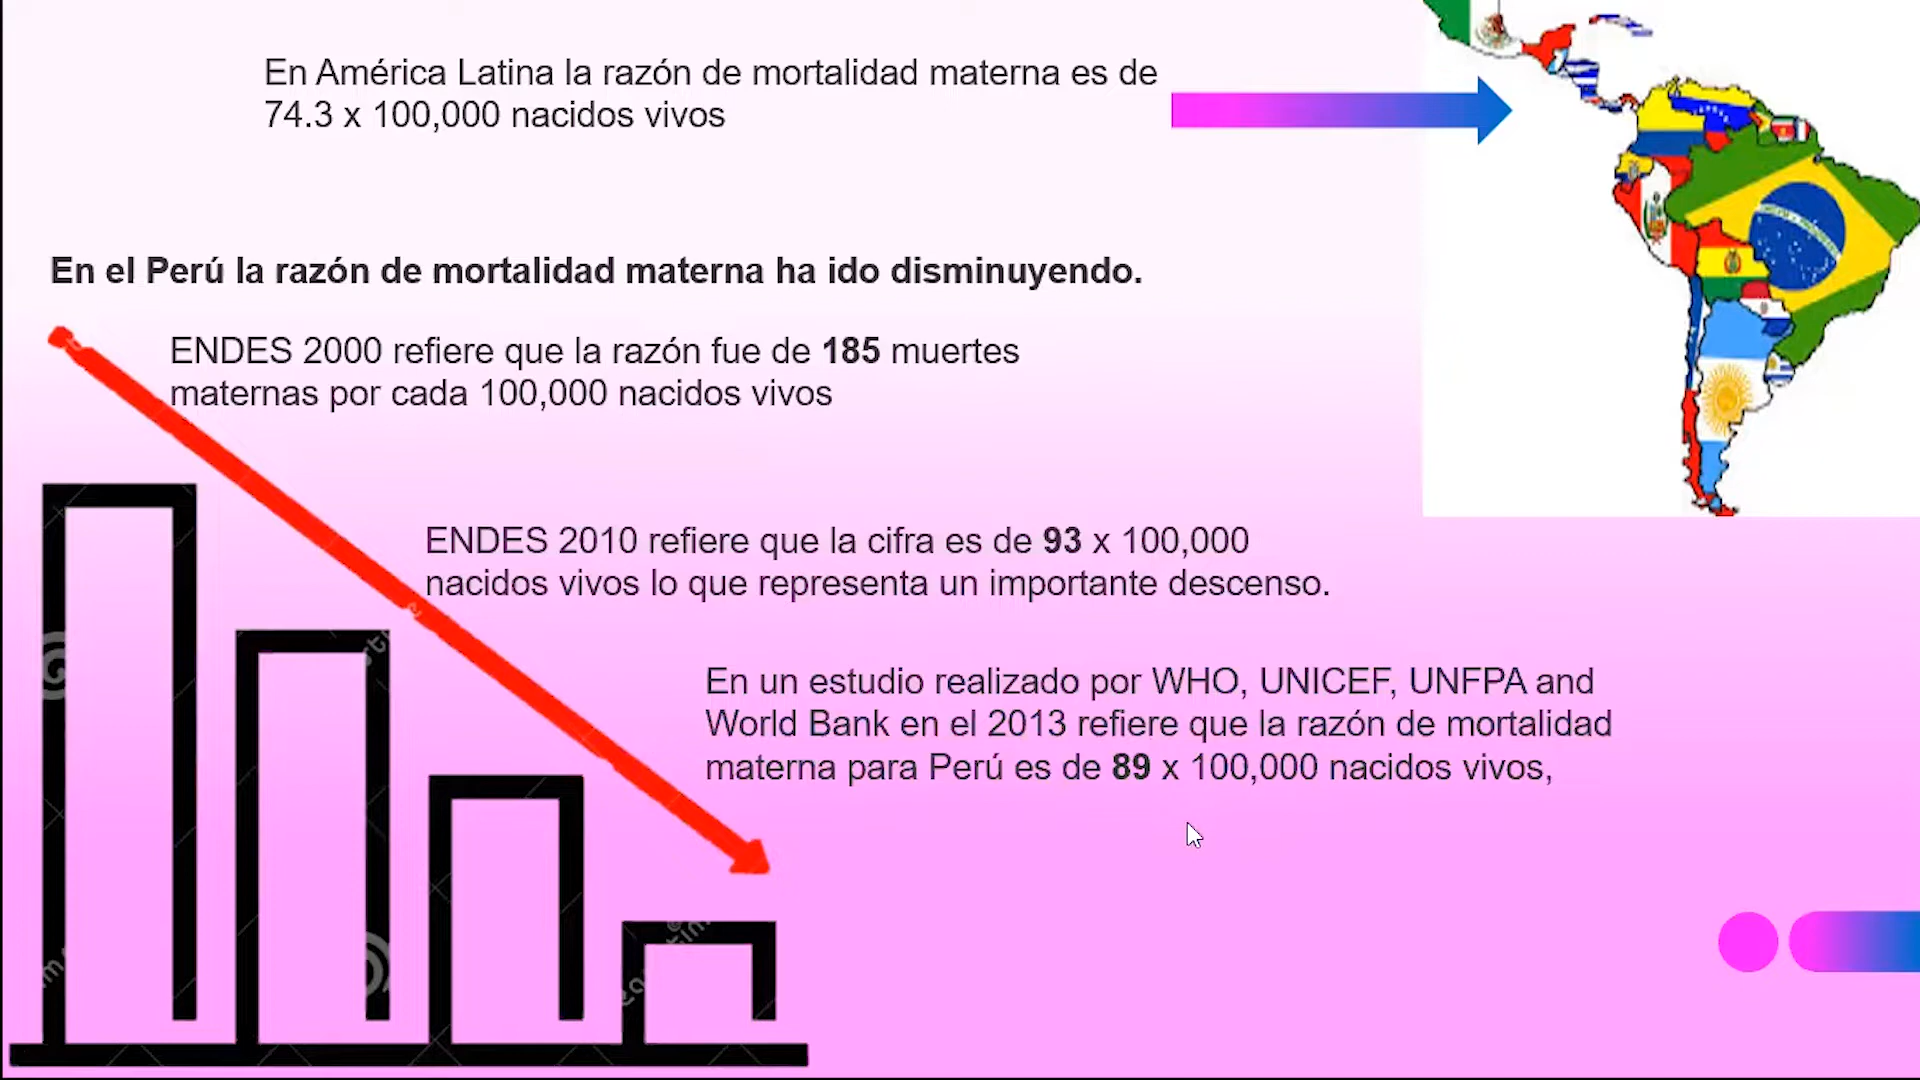 En América Latina la razón de mortalidad materna es de
74.3 x 100,000 nacidos vivos
En el Perú la razón de mortalidad materna ha ido disminuyendo.
ENDES 2000 refiere que la razón fue de 185 muertes
maternas por cada 100,000 nacidos vivos
ENDES 2010 refiere que la cifra es de 93 x 100,000
nacidos vivos lo que representa un importante descenso.
En un estudio realizado por WHO, UNICEF, UNFPA and
World Bank en el 2013 refiere que la razón de mortalidad
materna para Perú es de 89 x 100,000 nacidos vivos,